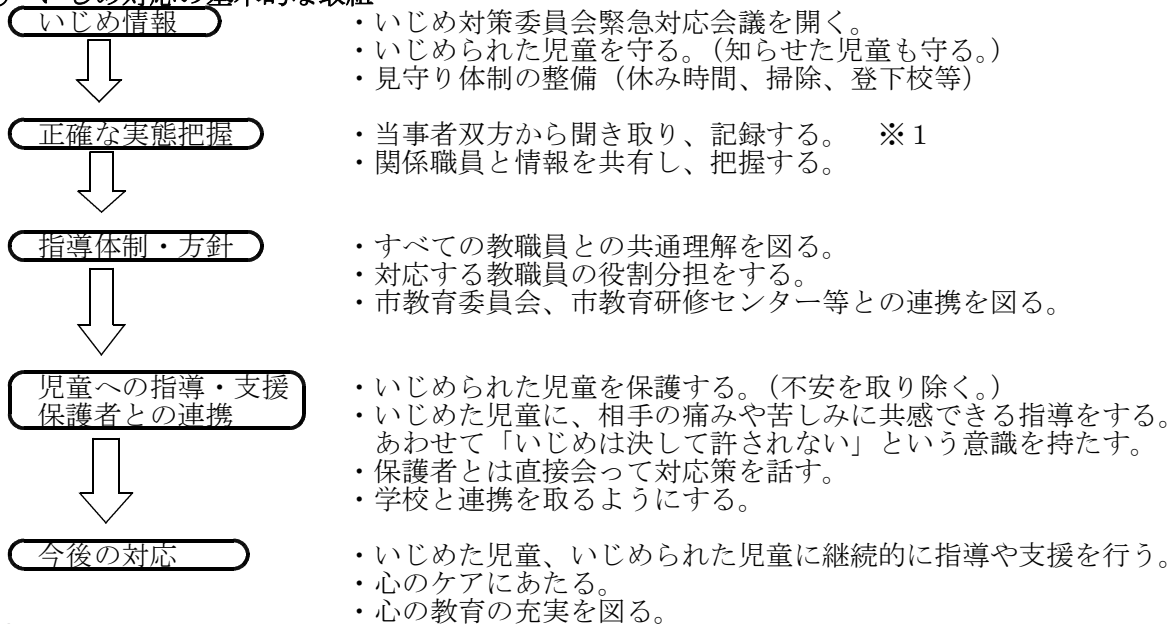 いじめ対応の基本的な取組
いじめ情報
・いじめ対策委員会緊急対応会議を開く。
・いじめられた児童を守る。（知らせた児童も守る。）
・見守り体制の整備（休み時間、掃除、登下校等）
正確な実態把握
・当事者双方から聞き取り、記録する。　※１
・関係職員と情報を共有し、把握する。
指導体制・方針
・すべての教職員との共通理解を図る。
・対応する教職員の役割分担をする。
・市教育委員会、市教育研修センター等との連携を図る。
児童への指導・支援
保護者との連携
・いじめられた児童を保護する。（不安を取り除く。）
・いじめた児童に、相手の痛みや苦しみに共感できる指導をする。
あわせて「いじめは決して許されない」という意識を持たす。
・保護者とは直接会って対応策を話す。
・学校と連携を取るようにする。
今後の対応
・いじめた児童、いじめられた児童に継続的に指導や支援を行う。
・心のケアにあたる。
・心の教育の充実を図る。